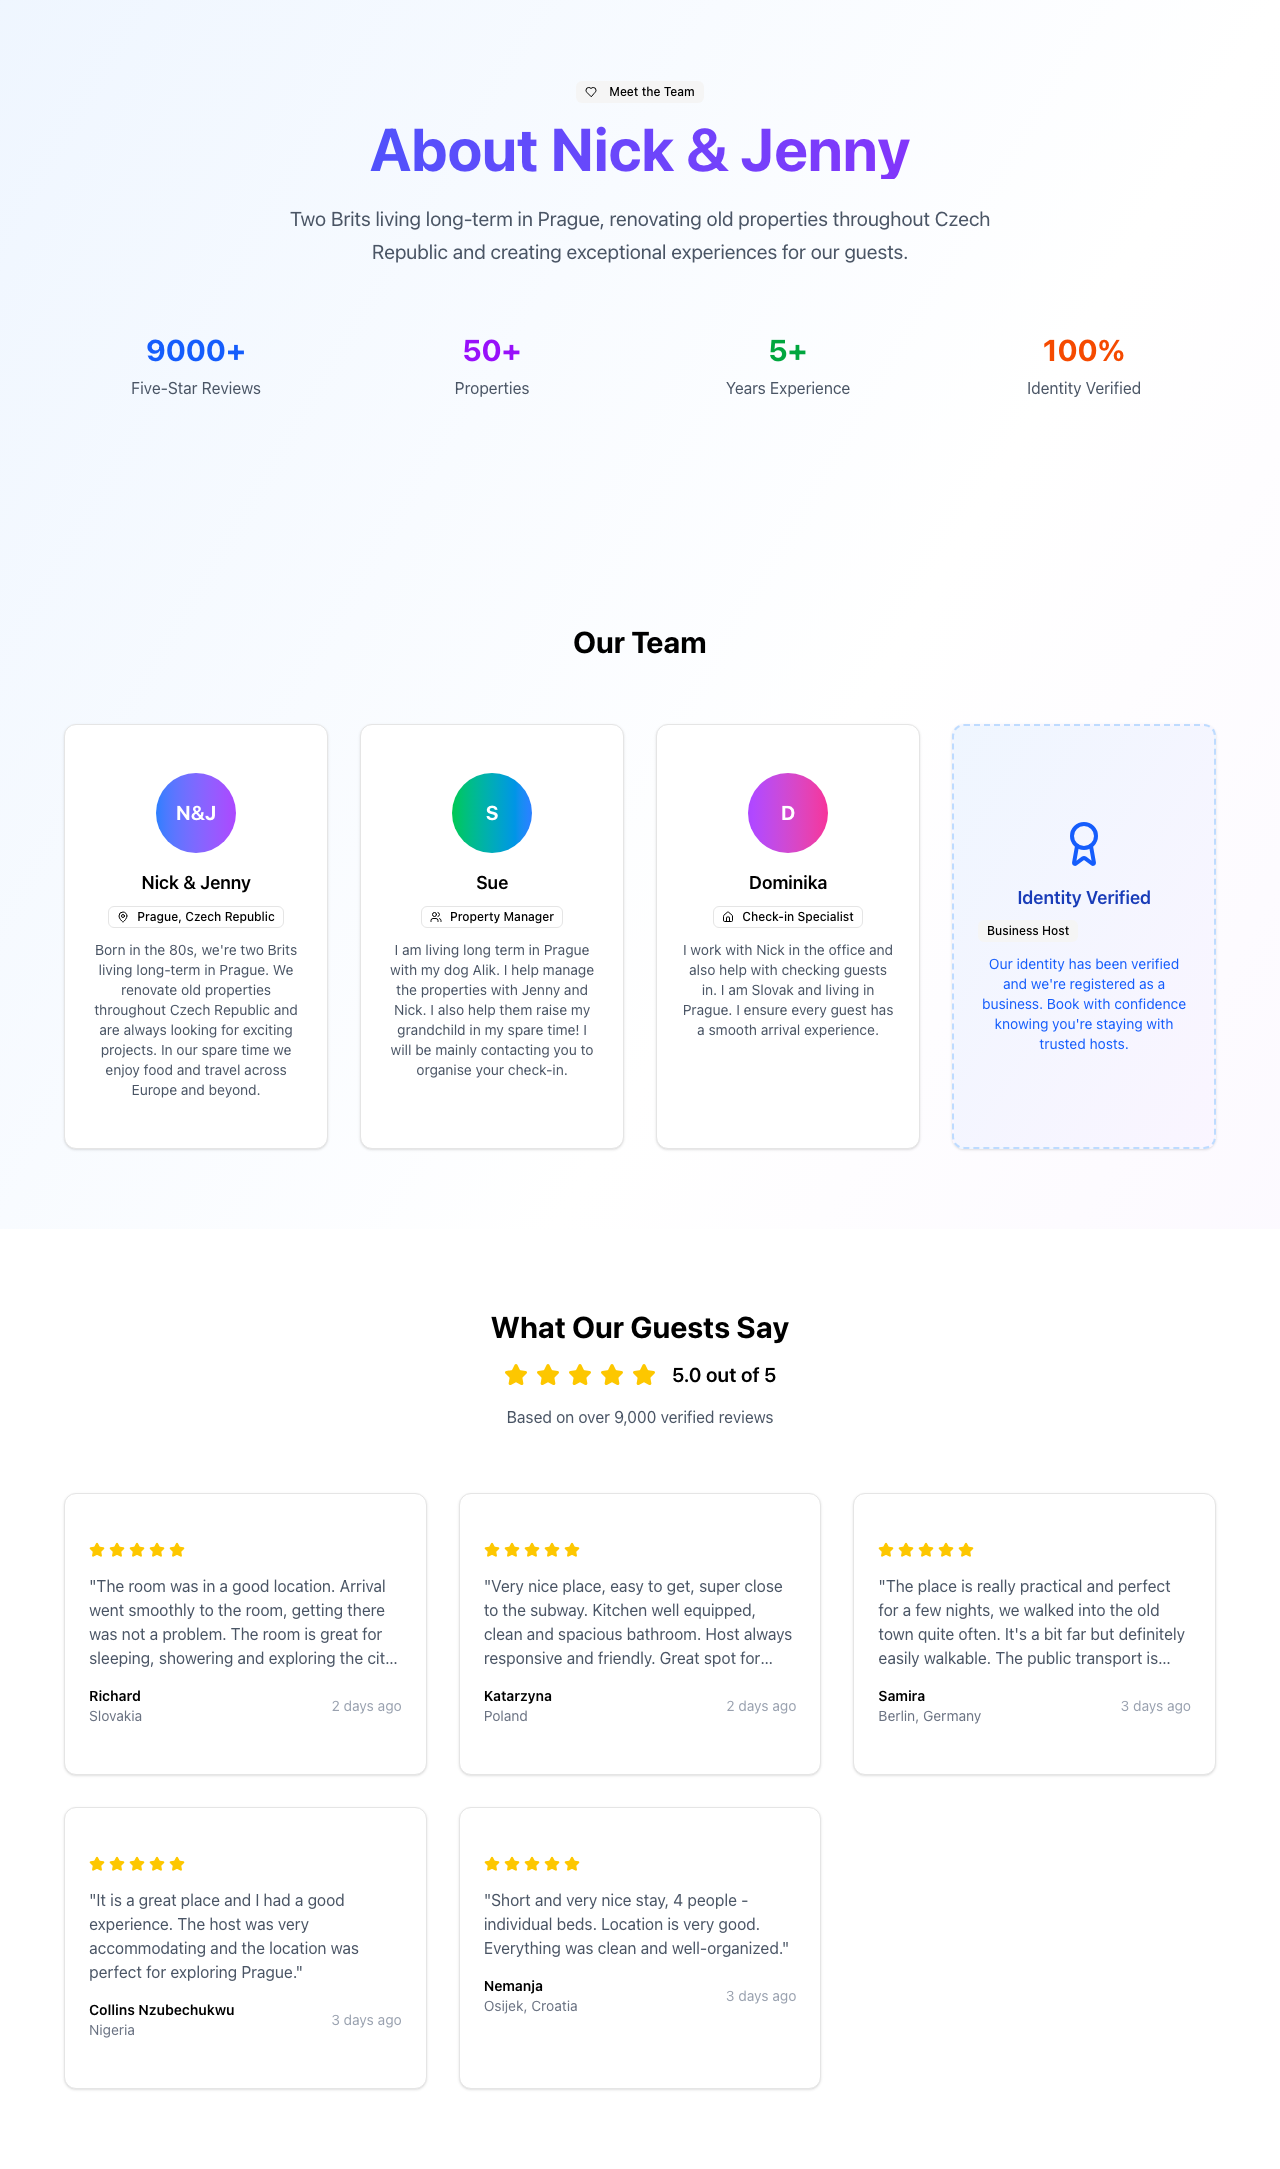 Meet the Team
About Nick & Jenny
Two Brits living long-term in Prague, renovating old properties throughout Czech
Republic and creating exceptional experiences for our guests.
9000+
Five-Star Reviews
50+
Properties
5+
Years Experience
100%
Identity Verified
Our Team
N&J
Nick & Jenny
Prague, Czech Republic
Born in the 80s, we're two Brits
living long-term in Prague. We
renovate old properties
throughout Czech Republic and
are always looking for exciting
projects. In our spare time we
enjoy food and travel across
Europe and beyond.
S
Sue
Property Manager
I am living long term in Prague
with my dog Alik. I help manage
the properties with Jenny and
Nick. I also help them raise my
grandchild in my spare time! I
will be mainly contacting you to
organise your check-in.
D
Dominika
Check-in Specialist
I work with Nick in the office and
also help with checking guests
in. I am Slovak and living in
Prague. I ensure every guest has
a smooth arrival experience.
Identity Verified
Business Host
Our identity has been verified
and we're registered as a
business. Book with confidence
knowing you're staying with
trusted hosts.
What Our Guests Say
5.0 out of 5
Based on over 9,000 verified reviews
"The room was in a good location. Arrival
went smoothly to the room, getting there
was not a problem. The room is great for
sleeping, showering and exploring the cit...
Richard
Slovakia
2 days ago
"Very nice place, easy to get, super close
to the subway. Kitchen well equipped,
clean and spacious bathroom. Host always
responsive and friendly. Great spot for...
Katarzyna
Poland
2 days ago
"The place is really practical and perfect
for a few nights, we walked into the old
town quite often. It's a bit far but definitely
easily walkable. The public transport is...
Samira
Berlin, Germany
3 days ago
"It is a great place and I had a good
experience. The host was very
accommodating and the location was
perfect for exploring Prague."
Collins Nzubechukwu
Nigeria
3 days ago
"Short and very nice stay, 4 people -
individual beds. Location is very good.
Everything was clean and well-organized."
Nemanja
Osijek, Croatia
3 days ago